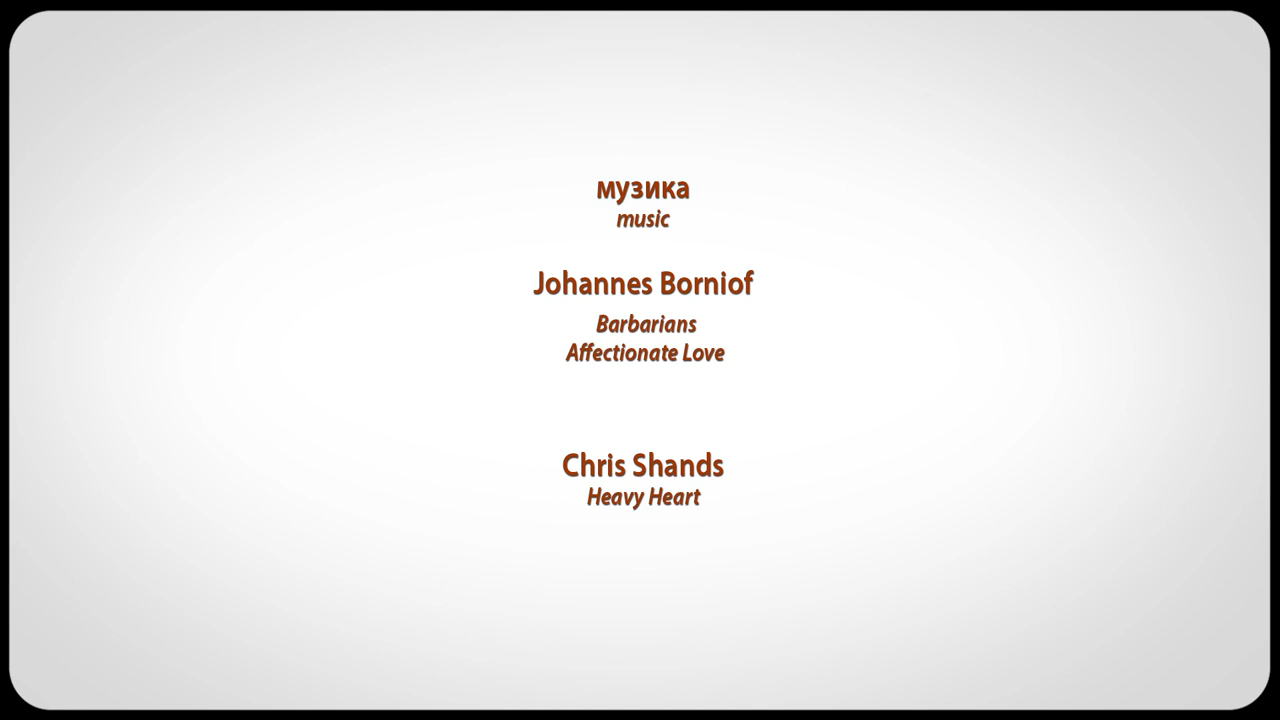 музика
music
Johannes Borniof
Barbarians
Affectionate Love
Chris Shands
Heavy Heart